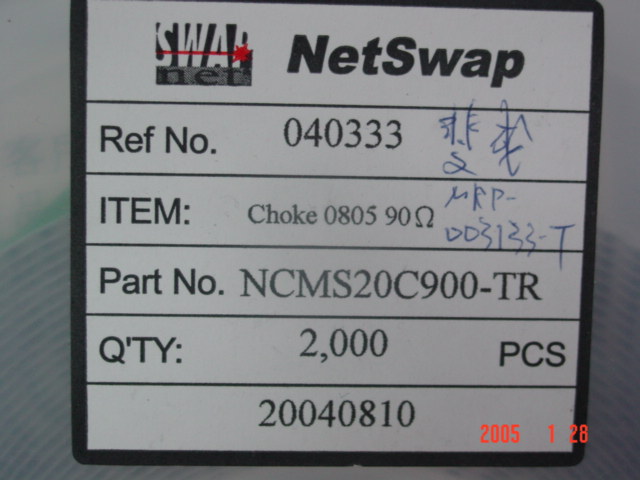 SWAP net NetSwap
Ref No. 040333
ITEM: Choke 0805 90Ω
003133-T
Part No. NCMS20C900-TR
Q'TY: 2,000 PCS
20040810
2005 1 28